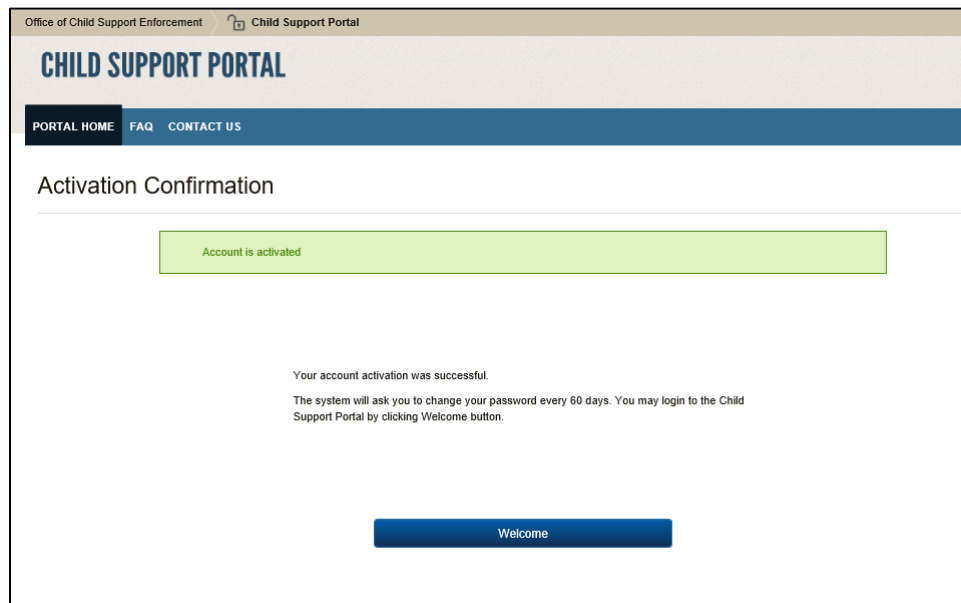 Office of Child Support Enforcement Child Support Portal
CHILD SUPPORT PORTAL
PORTAL HOME FAQ CONTACT US
Activation Confirmation
Account is activated
Your account activation was successful.
The system will ask you to change your password every 60 days. You may login to the Child
Support Portal by clicking Welcome button.
Welcome